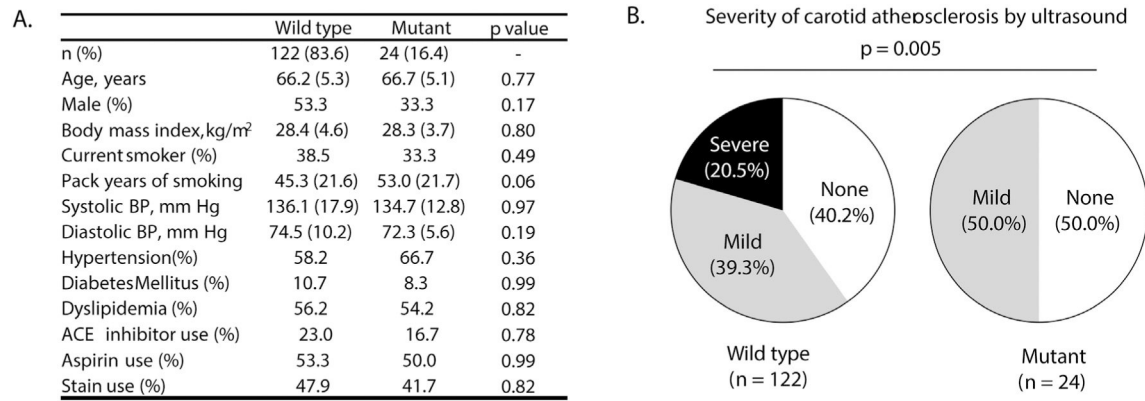 A.
Wild type Mutant p value
n (%) 122 (83.6) 24 (16.4) -
Age, years 66.2 (5.3) 66.7 (5.1) 0.77
Male (%) 53.3 33.3 0.17
Body mass index,kg/m² 28.4 (4.6) 28.3 (3.7) 0.80
Current smoker (%) 38.5 33.3 0.49
Pack years of smoking 45.3 (21.6) 53.0 (21.7) 0.06
Systolic BP, mm Hg 136.1 (17.9) 134.7 (12.8) 0.97
Diastolic BP, mm Hg 74.5 (10.2) 72.3 (5.6) 0.19
Hypertension(%) 58.2 66.7 0.36
DiabetesMellitus (%) 10.7 8.3 0.99
Dyslipidemia (%) 56.2 54.2 0.82
ACE inhibitor use (%) 23.0 16.7 0.78
Aspirin use (%) 53.3 50.0 0.99
Stain use (%) 47.9 41.7 0.82
B.
Severity of carotid atherosclerosis by ultrasound
p = 0.005
Severe
(20.5%)
None
(40.2%)
Mild
(39.3%)
Wild type
(n = 122)
Mild
(50.0%)
None
(50.0%)
Mutant
(n = 24)